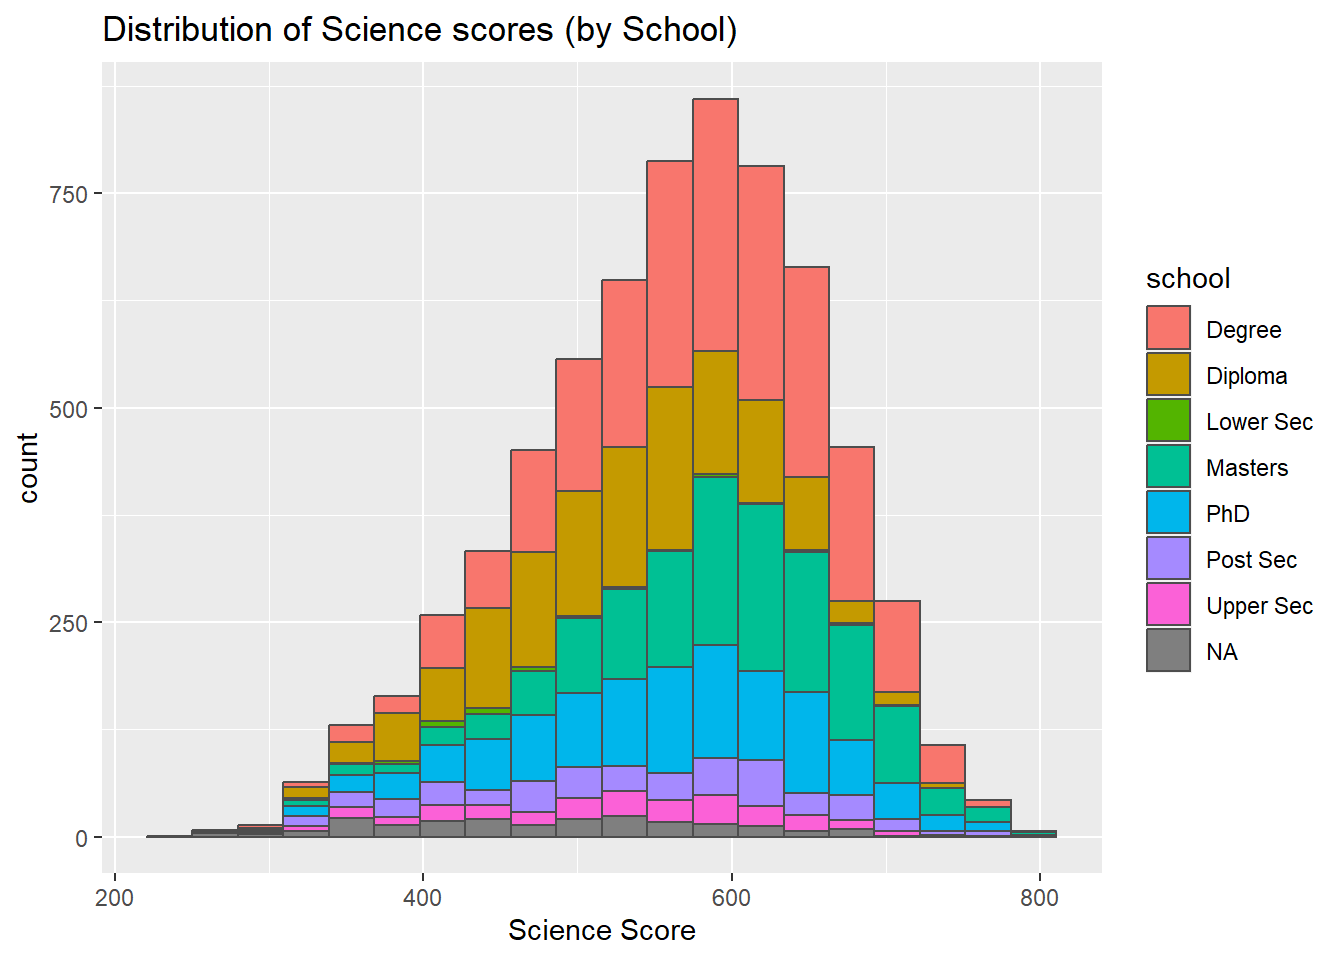 Distribution of Science scores (by School)
count
750
500
250
0
200 400 600 800
Science Score
school
Degree
Diploma
Lower Sec
Masters
PhD
Post Sec
Upper Sec
NA